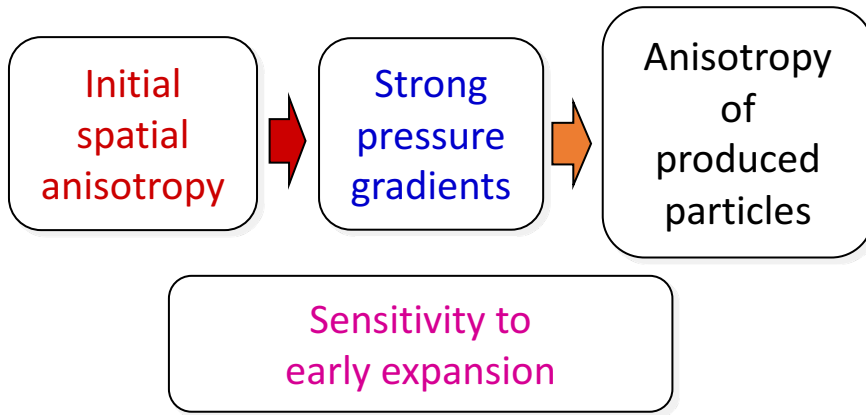 Initial
spatial
anisotropy
Strong
pressure
gradients
Anisotropy
of
produced
particles
Sensitivity to
early expansion